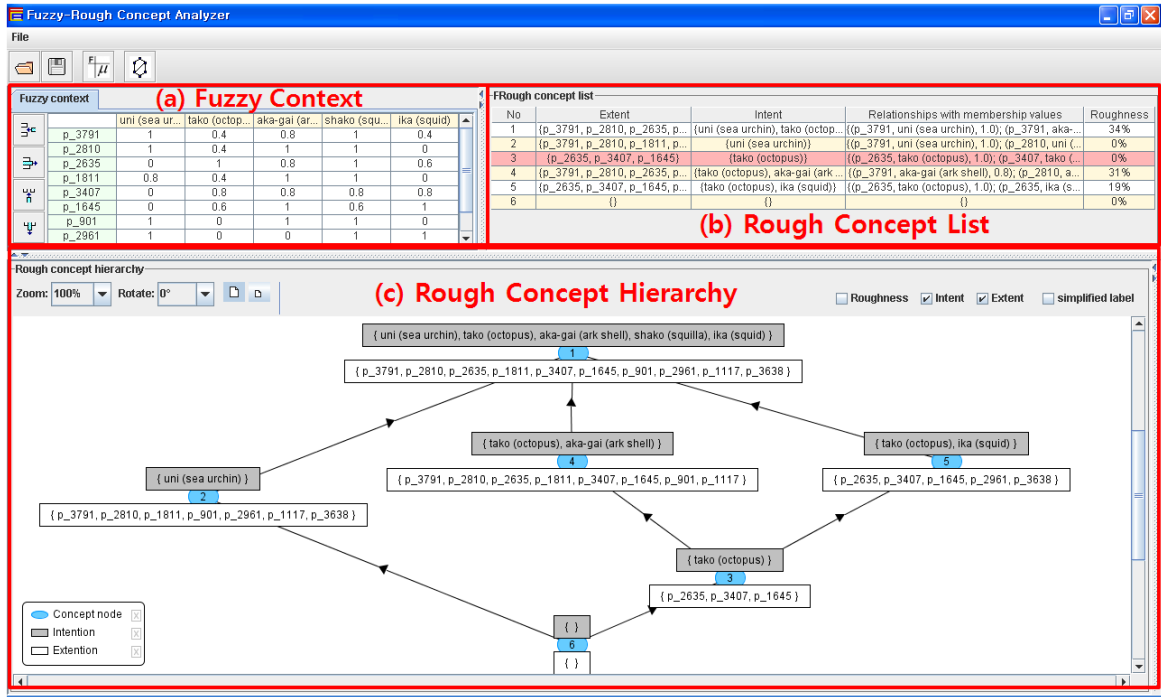 Fuzzy-Rough Concept Analyzer
File
F μ
Fuzzy context
(a) Fuzzy Context
uni (sea ur... tako (octop... aka-gai (ar... shako (squ... ika (squid)
p_3791 1 0.4 0.8 1 0.4
p_2810 1 0.4 1 1 0
p_2635 0 1 0.8 1 0.6
p_1811 0.8 0.4 1 1 0
p_3407 0 0.8 0.8 0.8 0.8
p_1645 0 0.6 1 0.6 1
p_901 1 0 1 1 0
p_2961 1 0 0 1 1
FRough concept list
No Extent Intent Relationships with membership values Roughness
1 {p_3791, p_2810, p_2635, p... {uni (sea urchin), tako (octop... {(p_3791, uni (sea urchin), 1.0); (p_3791, aka-... 34%
2 {p_3791, p_2810, p_1811, p... {uni (sea urchin)} {(p_3791, uni (sea urchin), 1.0); (p_2810, uni (... 0%
3 {p_2635, p_3407, p_1645} {tako (octopus)} {(p_2635, tako (octopus), 1.0); (p_3407, tako (... 0%
4 {p_3791, p_2810, p_2635, p... {tako (octopus), aka-gai (ark ... {(p_3791, aka-gai (ark shell), 0.8); (p_2810, a... 31%
5 {p_2635, p_3407, p_1645, p... {tako (octopus), ika (squid)} {(p_2635, tako (octopus), 1.0); (p_2635, ika (s... 19%
6 {} {} {} 0%
(b) Rough Concept List
Rough concept hierarchy
Zoom: 100% Rotate: 0°
(c) Rough Concept Hierarchy
Roughness Intent Extent simplified label
{ uni (sea urchin), tako (octopus), aka-gai (ark shell), shako (squilla), ika (squid) }
1
{ p_3791, p_2810, p_2635, p_1811, p_3407, p_1645, p_901, p_2961, p_1117, p_3638 }
{ tako (octopus), aka-gai (ark shell) }
4
{ p_3791, p_2810, p_2635, p_1811, p_3407, p_1645, p_901, p_1117 }
{ tako (octopus), ika (squid) }
5
{ p_2635, p_3407, p_1645, p_2961, p_3638 }
{ uni (sea urchin) }
2
{ p_3791, p_2810, p_1811, p_901, p_2961, p_1117, p_3638 }
{ tako (octopus) }
3
{ p_2635, p_3407, p_1645 }
{ }
6
{ }
Concept node x
Intention x
Extention x